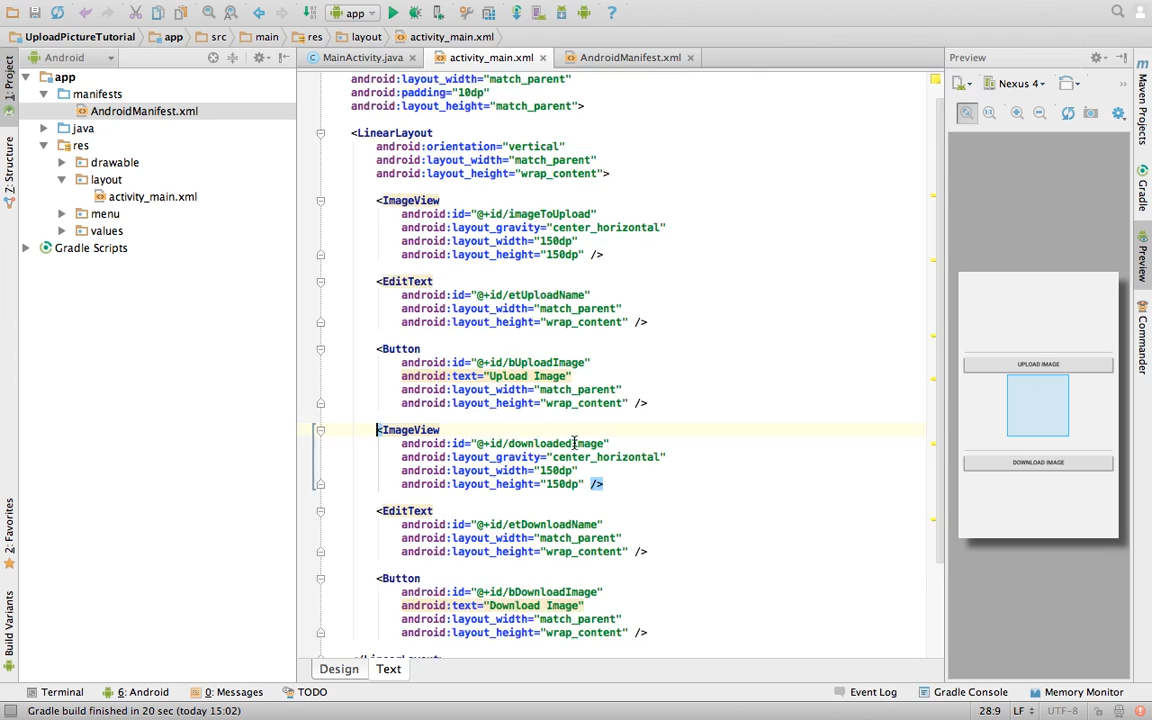 app
UploadPictureTutorial app src main res layout activity_main.xml
Android
MainActivity.java activity_main.xml AndroidManifest.xml
Preview
1: Project
Z: Structure
2: Favorites
Build Variants
app
manifests
AndroidManifest.xml
java
res
drawable
layout
activity_main.xml
menu
values
Gradle Scripts
android:layout_width="match_parent"
android:padding="10dp"
android:layout_height="match_parent">
<LinearLayout
android:orientation="vertical"
android:layout_width="match_parent"
android:layout_height="wrap_content">
<ImageView
android:id="@+id/imageToUpload"
android:layout_gravity="center_horizontal"
android:layout_width="150dp"
android:layout_height="150dp" />
<EditText
android:id="@+id/etUploadName"
android:layout_width="match_parent"
android:layout_height="wrap_content" />
<Button
android:id="@+id/bUploadImage"
android:text="Upload Image"
android:layout_width="match_parent"
android:layout_height="wrap_content" />
<ImageView
android:id="@+id/downloadedImage"
android:layout_gravity="center_horizontal"
android:layout_width="150dp"
android:layout_height="150dp" />
<EditText
android:id="@+id/etDownloadName"
android:layout_width="match_parent"
android:layout_height="wrap_content" />
<Button
android:id="@+id/bDownloadImage"
android:text="Download Image"
android:layout_width="match_parent"
android:layout_height="wrap_content" />
</LinearLayout>
Design Text
Nexus 4
UPLOAD IMAGE
DOWNLOAD IMAGE
Maven Projects
Gradle
Preview
Commander
Terminal 6: Android 0: Messages TODO Event Log Gradle Console Memory Monitor
Gradle build finished in 20 sec (today 15:02) 28:9 LF UTF-8